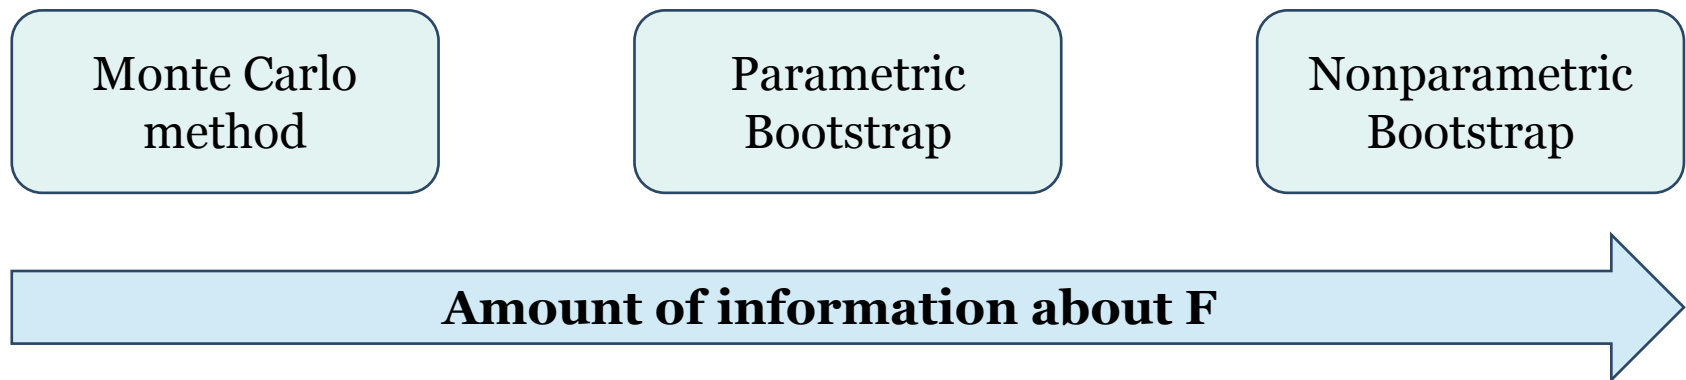 Monte Carlo
method
Parametric
Bootstrap
Nonparametric
Bootstrap
Amount of information about F